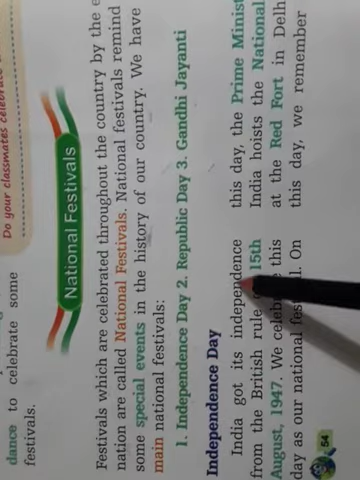 Do your classmates celebrate
dance to celebrate some
festivals.
National Festivals
Festivals which are celebrated throughout the country by the
nation are called National Festivals. National festivals remind
some special events in the history of our country. We have
main national festivals:
1. Independence Day 2. Republic Day 3. Gandhi Jayanti
Independence Day
India got its independence
from the British rule 15th
August, 1947. We celebrate this
day as our national On
this day, the Prime
India hoists the National
at the Red Fort in
this day, we remember
54